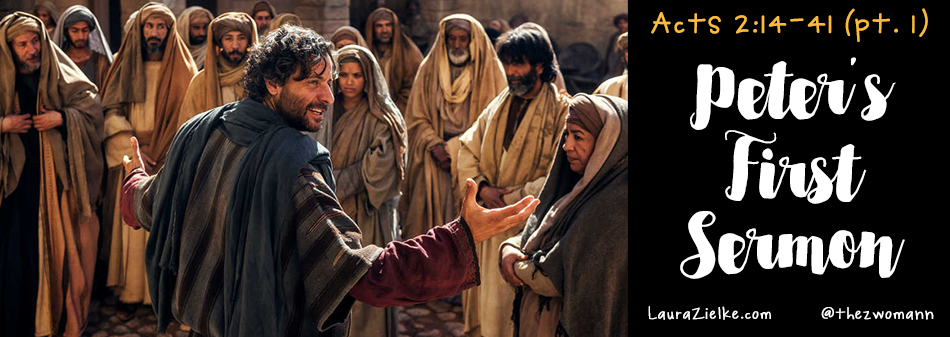 Acts 2:14-41 (pt. 1)
Peter's
First
Sermon
LauraZielke.com @thezwomann